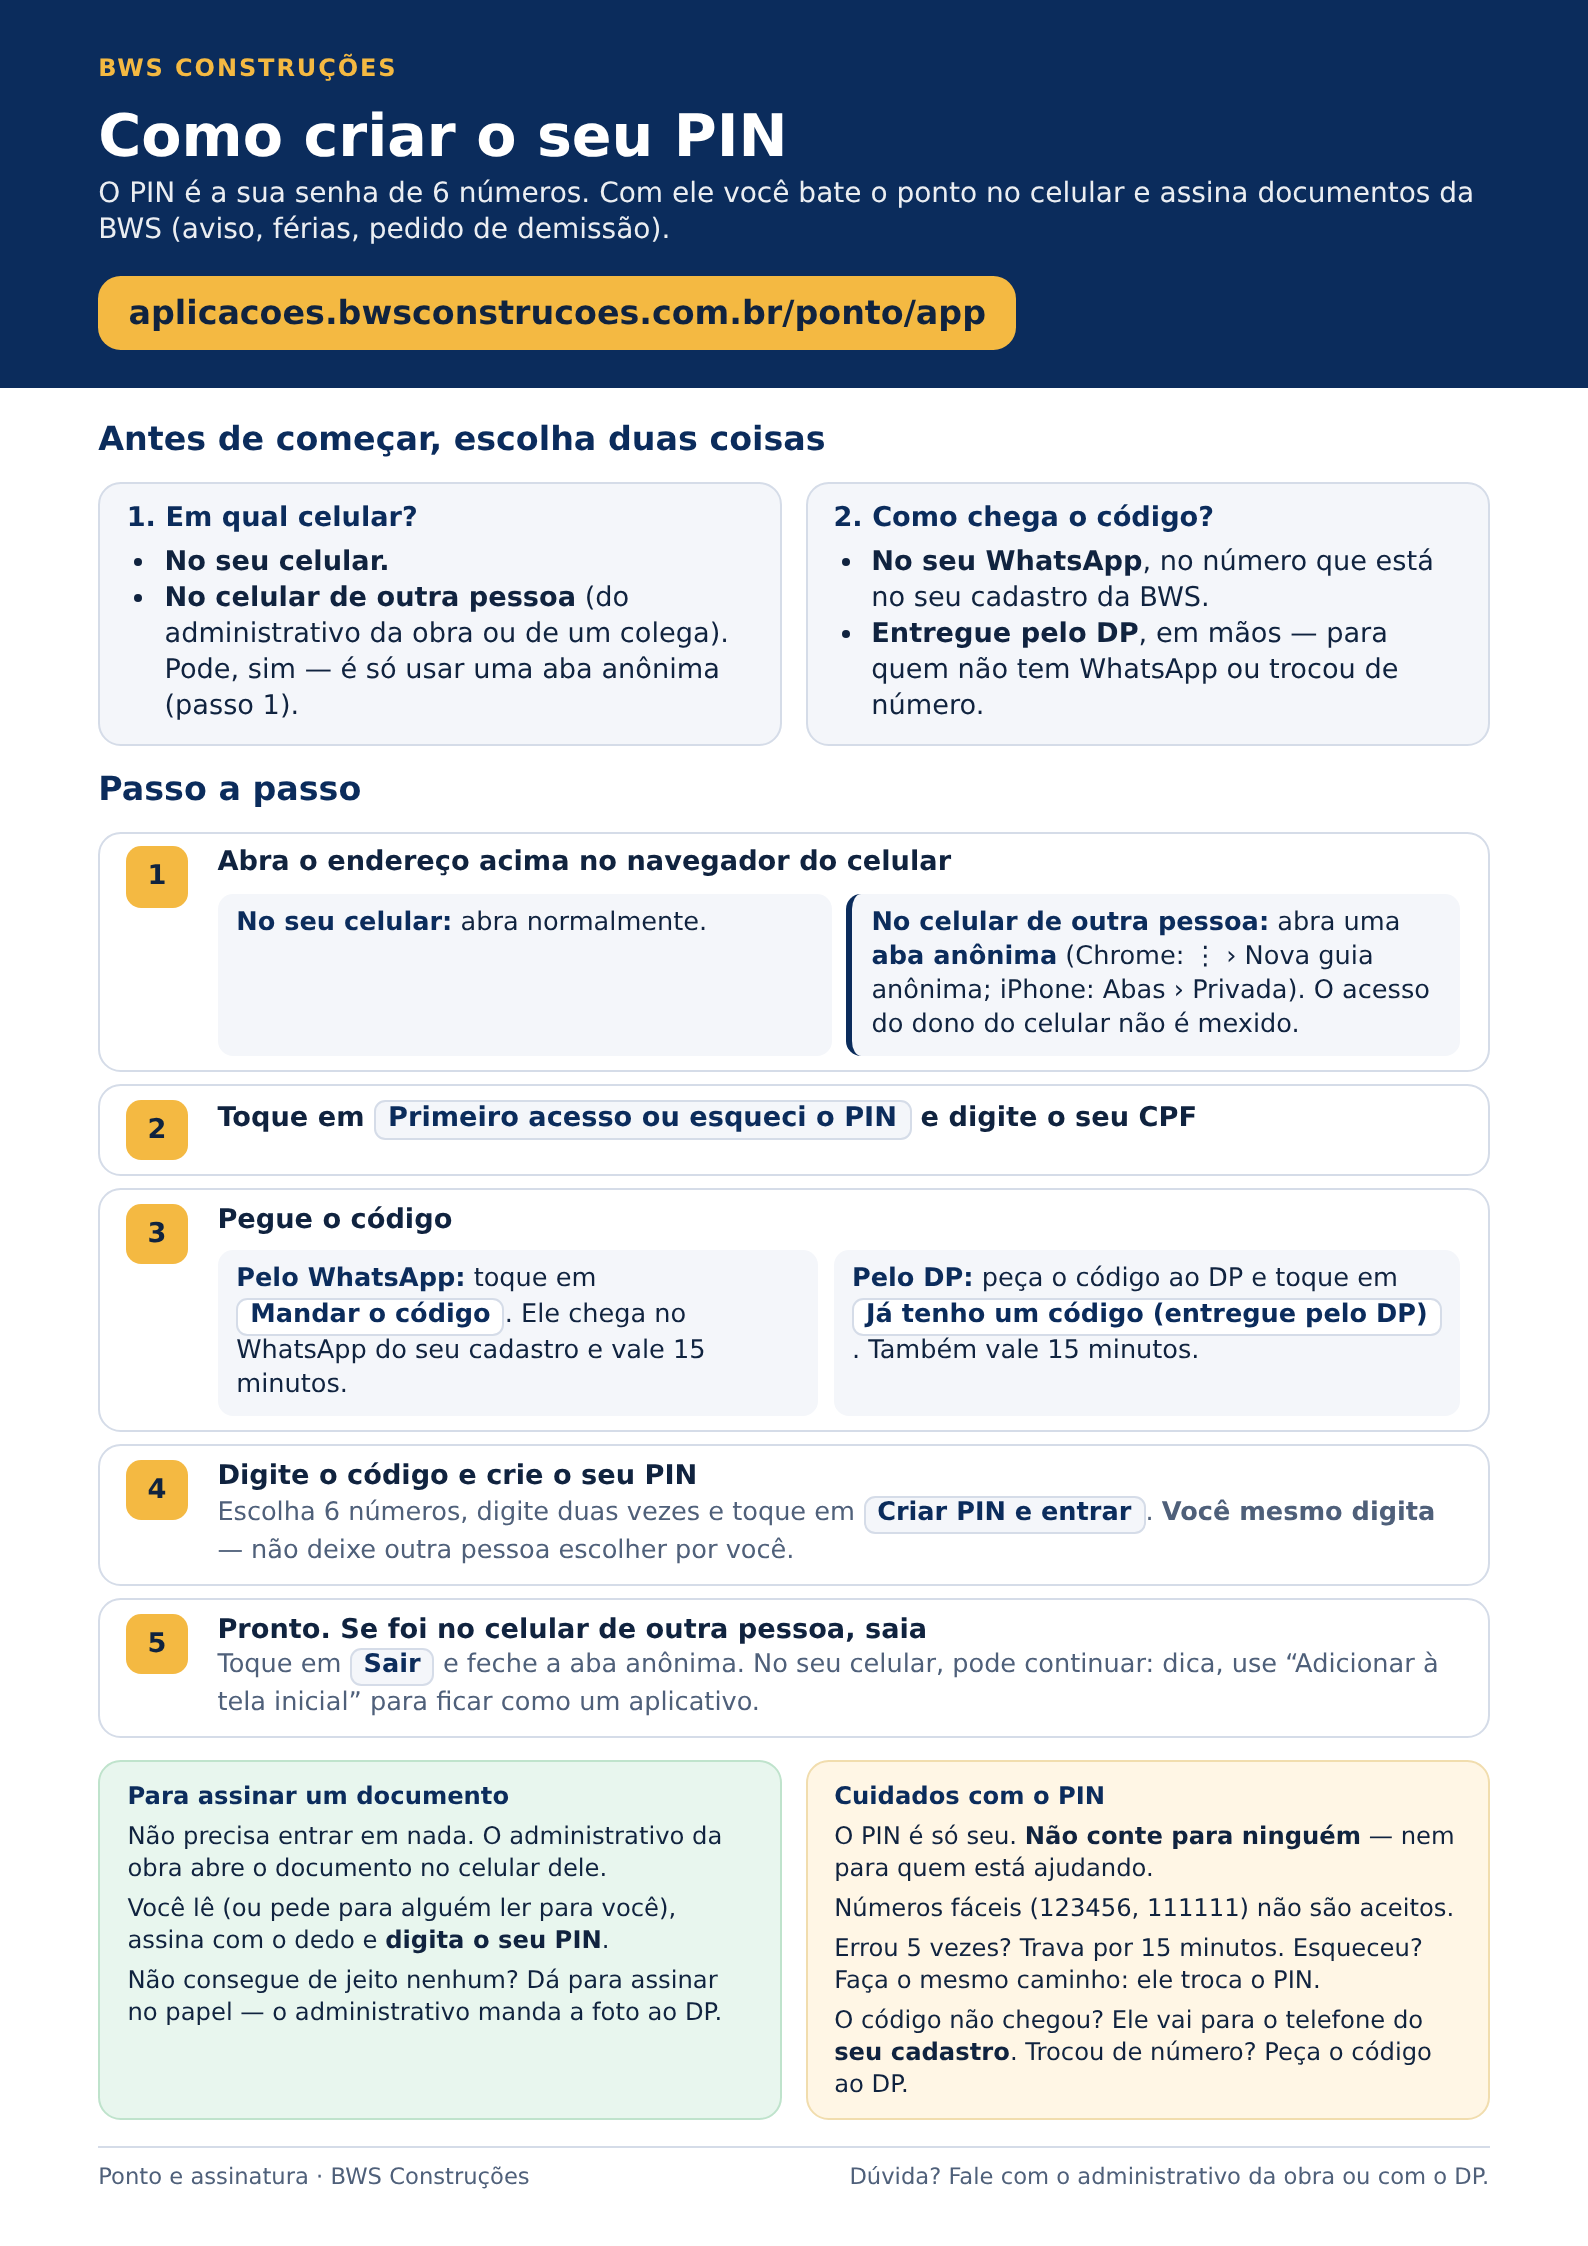 BWS CONSTRUÇÕES
Como criar o seu PIN
O PIN é a sua senha de 6 números. Com ele você bate o ponto no celular e assina documentos da
BWS (aviso, férias, pedido de demissão).
aplicacoes.bwsconstrucoes.com.br/ponto/app
Antes de começar, escolha duas coisas
1. Em qual celular?
• No seu celular.
• No celular de outra pessoa (do
administrativo da obra ou de um colega).
Pode, sim — é só usar uma aba anônima
(passo 1).
2. Como chega o código?
• No seu WhatsApp, no número que está
no seu cadastro da BWS.
• Entregue pelo DP, em mãos — para
quem não tem WhatsApp ou trocou de
número.
Passo a passo
1
Abra o endereço acima no navegador do celular
No seu celular: abra normalmente.
No celular de outra pessoa: abra uma
aba anônima (Chrome: ⋮ › Nova guia
anônima; iPhone: Abas › Privada). O acesso
do dono do celular não é mexido.
2
Toque em Primeiro acesso ou esqueci o PIN e digite o seu CPF
3
Pegue o código
Pelo WhatsApp: toque em
Mandar o código. Ele chega no
WhatsApp do seu cadastro e vale 15
minutos.
Pelo DP: peça o código ao DP e toque em
Já tenho um código (entregue pelo DP)
. Também vale 15 minutos.
4
Digite o código e crie o seu PIN
Escolha 6 números, digite duas vezes e toque em Criar PIN e entrar. Você mesmo digita
— não deixe outra pessoa escolher por você.
5
Pronto. Se foi no celular de outra pessoa, saia
Toque em Sair e feche a aba anônima. No seu celular, pode continuar: dica, use “Adicionar à
tela inicial” para ficar como um aplicativo.
Para assinar um documento
Não precisa entrar em nada. O administrativo da
obra abre o documento no celular dele.
Você lê (ou pede para alguém ler para você),
assina com o dedo e digita o seu PIN.
Não consegue de jeito nenhum? Dá para assinar
no papel — o administrativo manda a foto ao DP.
Cuidados com o PIN
O PIN é só seu. Não conte para ninguém — nem
para quem está ajudando.
Números fáceis (123456, 111111) não são aceitos.
Errou 5 vezes? Trava por 15 minutos. Esqueceu?
Faça o mesmo caminho: ele troca o PIN.
O código não chegou? Ele vai para o telefone do
seu cadastro. Trocou de número? Peça o código
ao DP.
Ponto e assinatura · BWS Construções
Dúvida? Fale com o administrativo da obra ou com o DP.